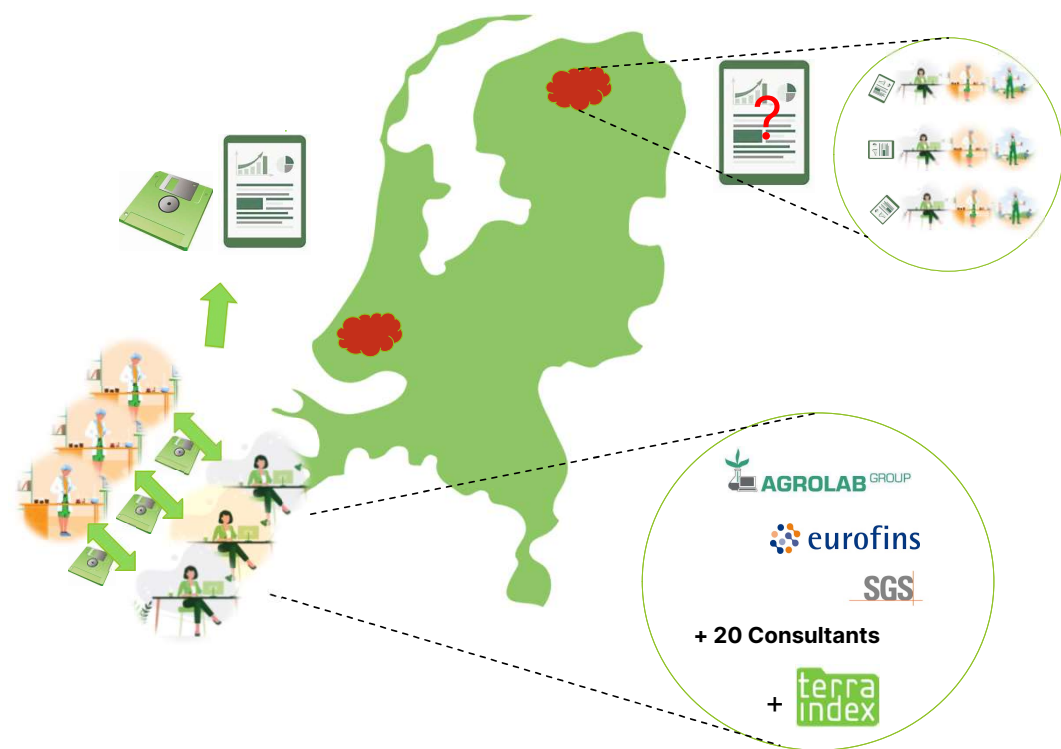 ?
AGROLAB GROUP
eurofins
SGS
+ 20 Consultants
+ terra
index